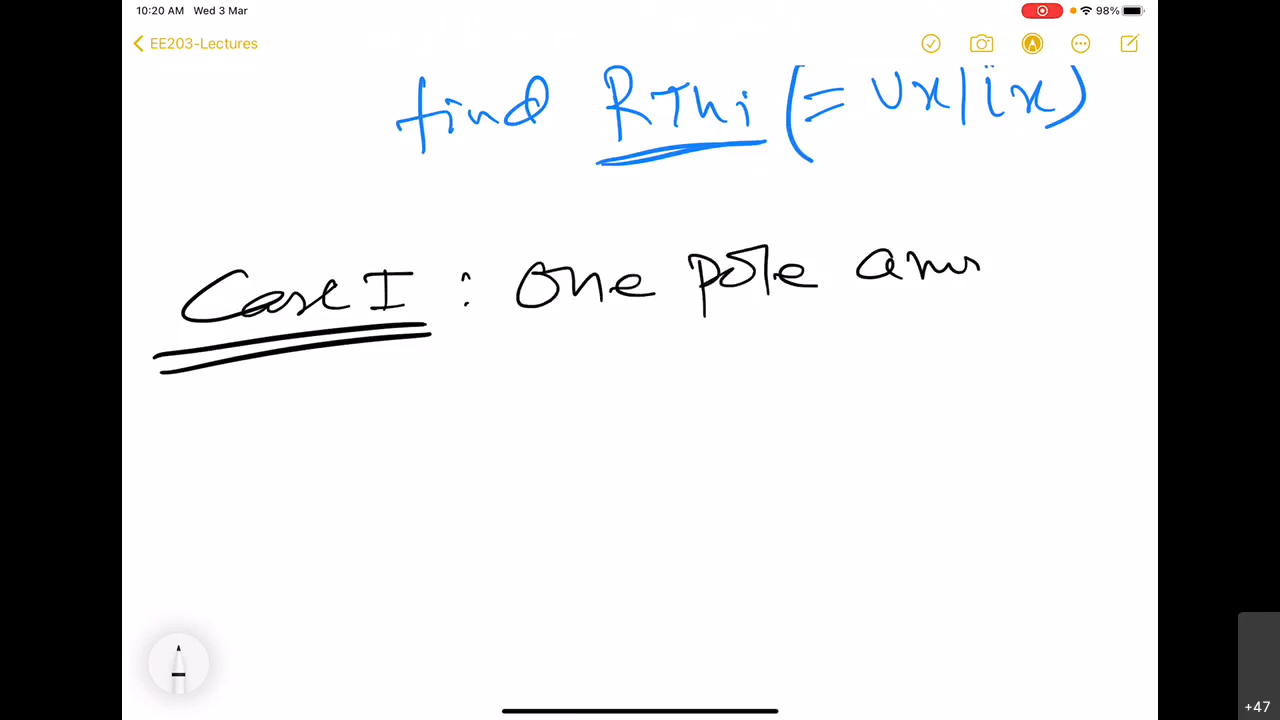 10:20 AM Wed 3 Mar
98%
EE203-Lectures
find RThi (= Vx/ix)
Case I : One pole
+47